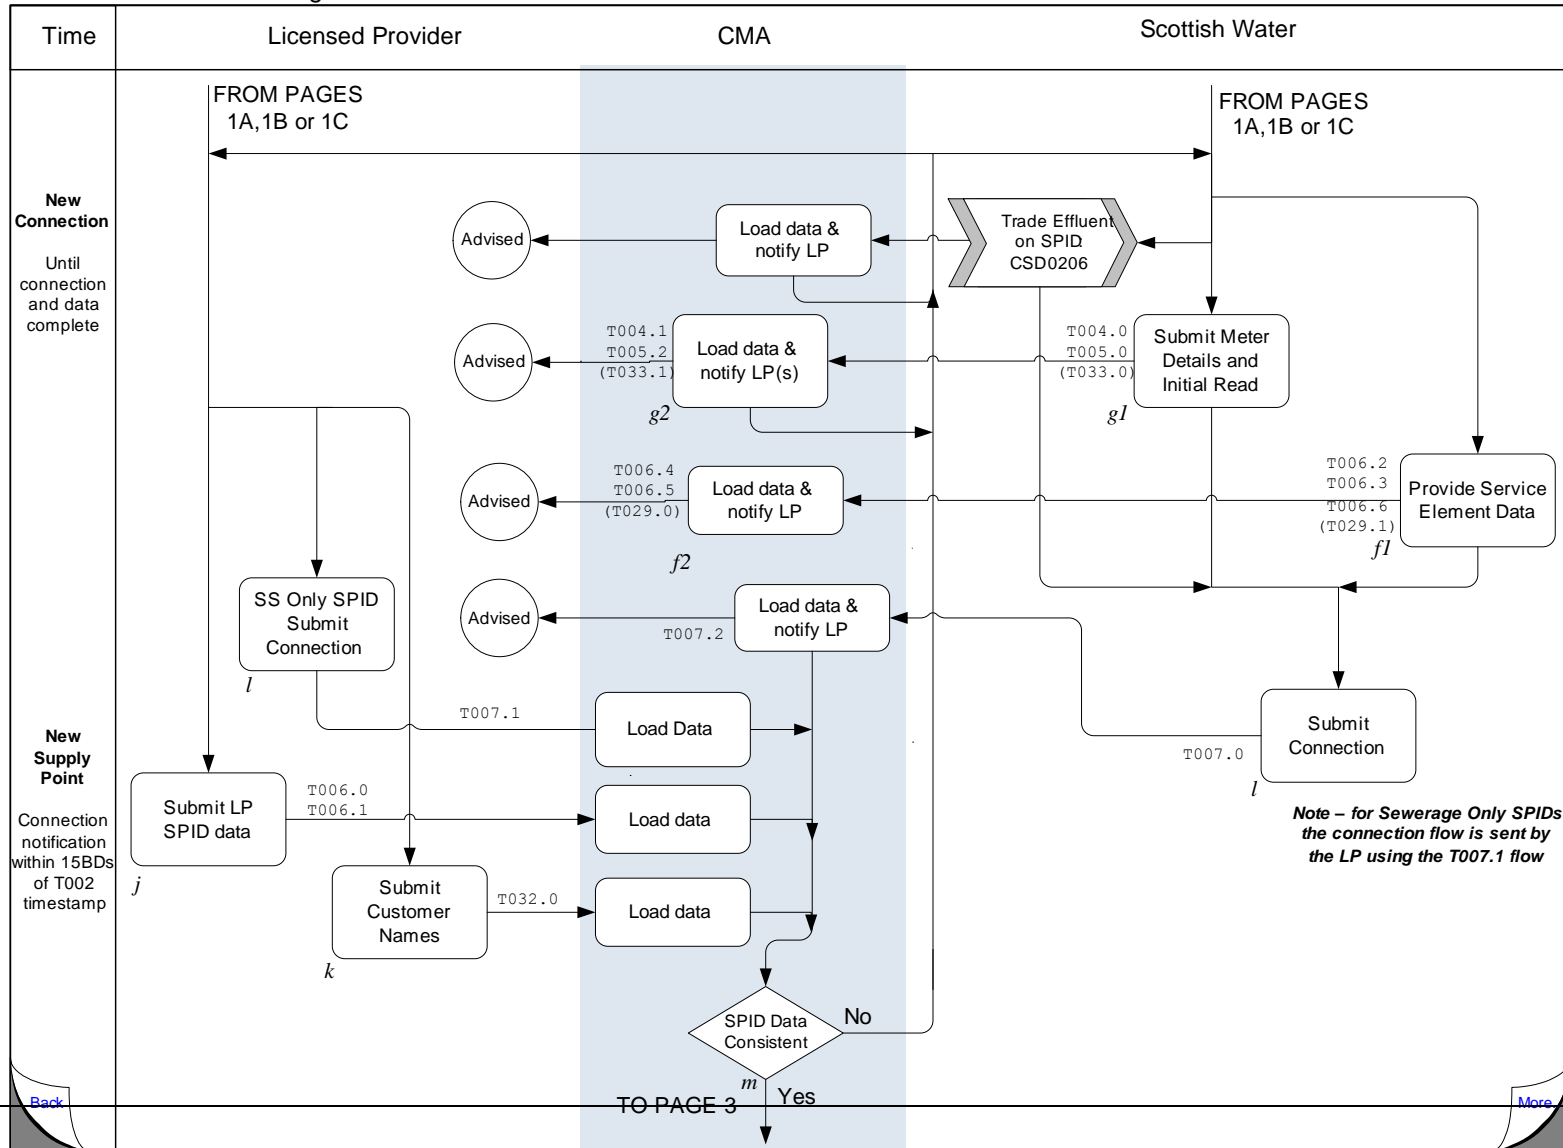 Time
Licensed Provider
CMA
Scottish Water
FROM PAGES
1A,1B or 1C
FROM PAGES
1A,1B or 1C
New
Connection
Until
connection
and data
complete
Advised
Load data &
notify LP
Trade Effluent
on SPID
CSD0206
Advised
T004.1
T005.2
(T033.1)
Load data &
notify LP(s)
g2
T004.0
T005.0
(T033.0)
Submit Meter
Details and
Initial Read
g1
Advised
T006.4
T006.5
(T029.0)
Load data &
notify LP
f2
T006.2
T006.3
T006.6
(T029.1)
Provide Service
Element Data
f1
SS Only SPID
Submit
Connection
l
Advised
T007.2
Load data &
notify LP
T007.1
Load Data
T007.0
Submit
Connection
l
New
Supply
Point
Connection
notification
within 15BDs
of T002
timestamp
Submit LP
SPID data
j
T006.0
T006.1
Load data
Note – for Sewerage Only SPIDs
the connection flow is sent by
the LP using the T007.1 flow
Submit
Customer
Names
k
T032.0
Load data
SPID Data
Consistent
No
m
Yes
TO PAGE 3
Back
More